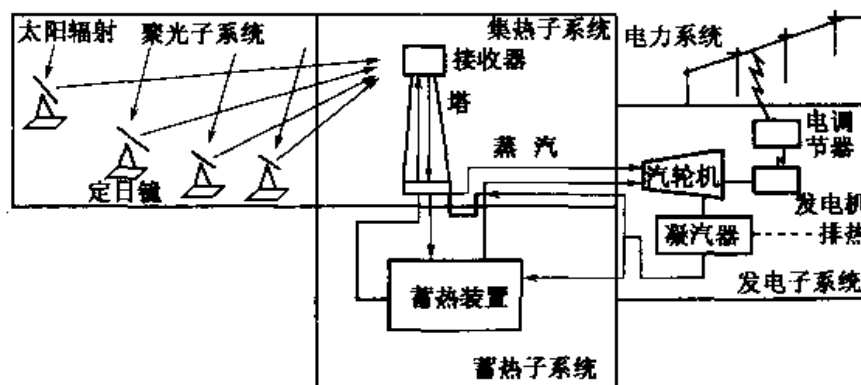 太阳辐射
聚光子系统
集热子系统
电力系统
接收器
塔
电调
节器
蒸汽
汽轮机
定日镜
发电机
凝汽器
排热
蓄热装置
发电子系统
蓄热子系统